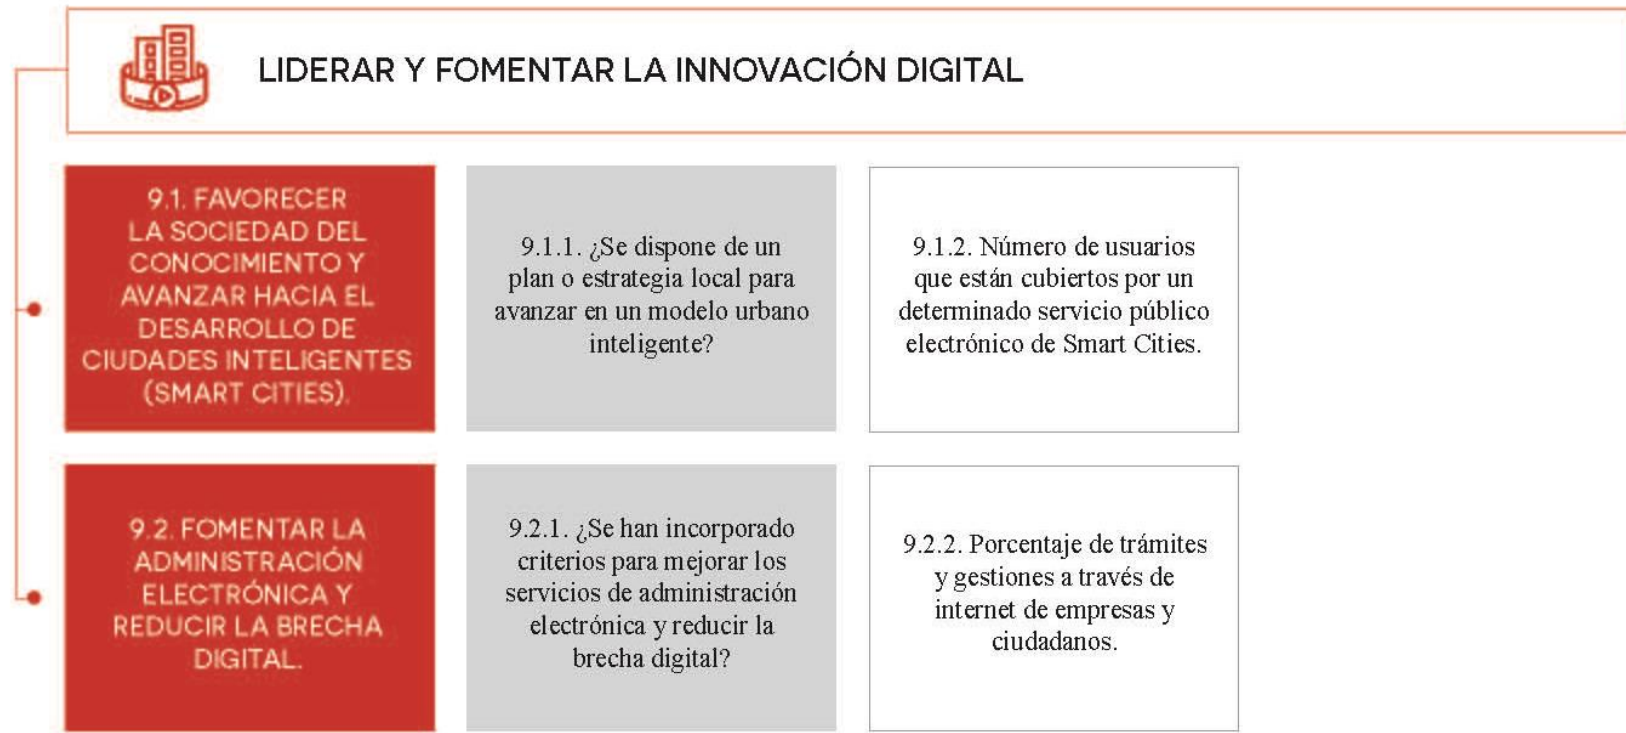 LIDERAR Y FOMENTAR LA INNOVACIÓN DIGITAL
9.1. FAVORECER
LA SOCIEDAD DEL
CONOCIMIENTO Y
AVANZAR HACIA EL
DESARROLLO DE
CIUDADES INTELIGENTES
(SMART CITIES).
9.1.1. ¿Se dispone de un
plan o estrategia local para
avanzar en un modelo urbano
inteligente?
9.1.2. Número de usuarios
que están cubiertos por un
determinado servicio público
electrónico de Smart Cities.
9.2. FOMENTAR LA
ADMINISTRACIÓN
ELECTRÓNICA Y
REDUCIR LA BRECHA
DIGITAL.
9.2.1. ¿Se han incorporado
criterios para mejorar los
servicios de administración
electrónica y reducir la
brecha digital?
9.2.2. Porcentaje de trámites
y gestiones a través de
internet de empresas y
ciudadanos.